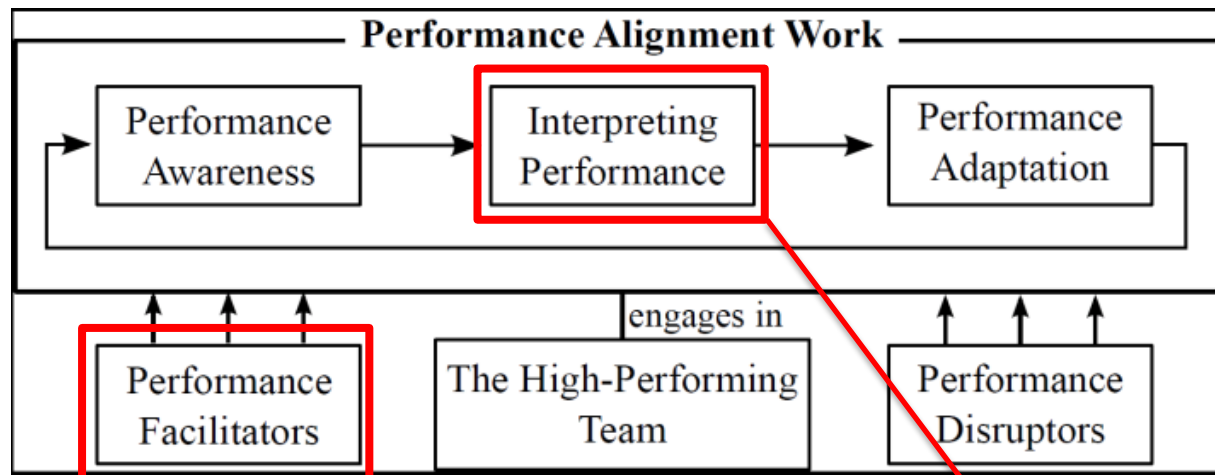 Performance Alignment Work
Performance
Awareness
Interpreting
Performance
Performance
Adaptation
engages in
Performance
Facilitators
The High-Performing
Team
Performance
Disruptors